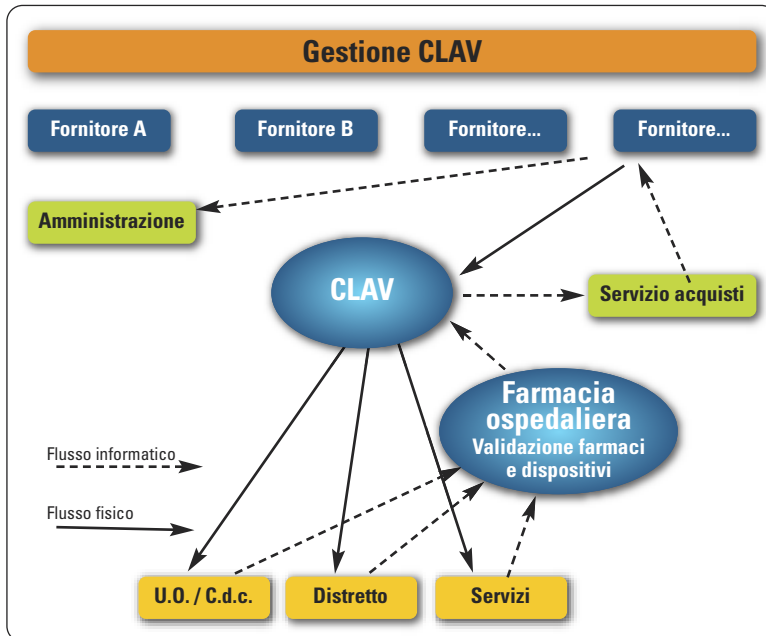 Gestione CLAV
Fornitore A
Fornitore B
Fornitore...
Fornitore...
Amministrazione
CLAV
Servizio acquisti
Farmacia
ospedaliera
Validazione farmaci
e dispositivi
Flusso informatico
Flusso fisico
U.O. / C.d.c.
Distretto
Servizi